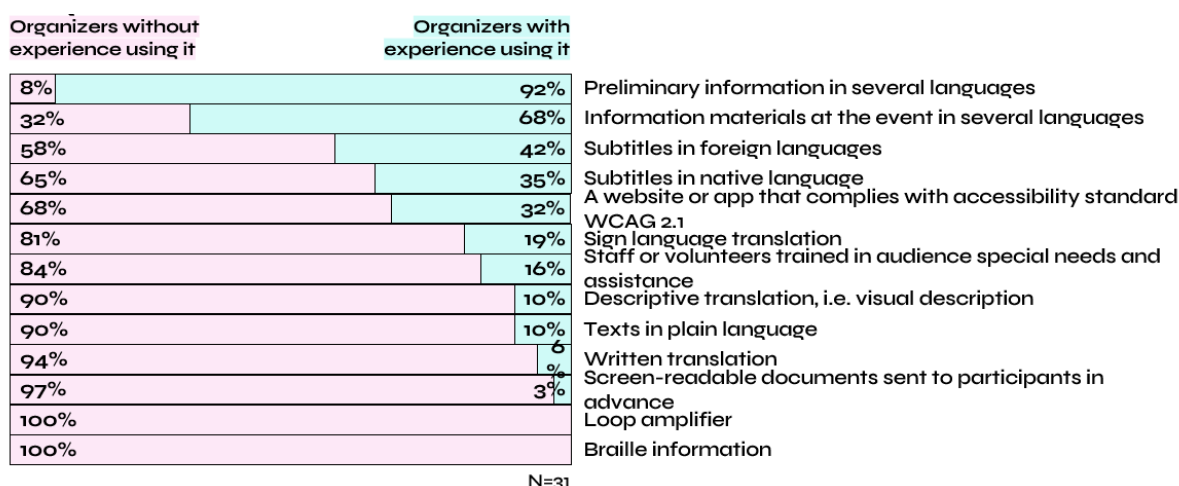 Organizers without
experience using it
Organizers with
experience using it
8% 92% Preliminary information in several languages
32% 68% Information materials at the event in several languages
58% 42% Subtitles in foreign languages
65% 35% Subtitles in native language
68% 32% A website or app that complies with accessibility standard
WCAG 2.1
81% 19% Sign language translation
84% 16% Staff or volunteers trained in audience special needs and
assistance
90% 10% Descriptive translation, i.e. visual description
90% 10% Texts in plain language
94% 6% Written translation
97% 3% Screen-readable documents sent to participants in
advance
100% Loop amplifier
100% Braille information
N=31